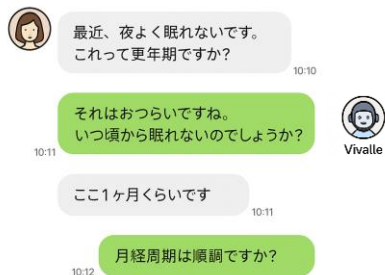 最近、夜よく眠れないです。
これって更年期ですか?
10:10
それはおつらいですね。
いつ頃から眠れないのでしょうか?
10:11
Vivalle
ここ1ヶ月くらいです
10:11
月経周期は順調ですか?
10:12